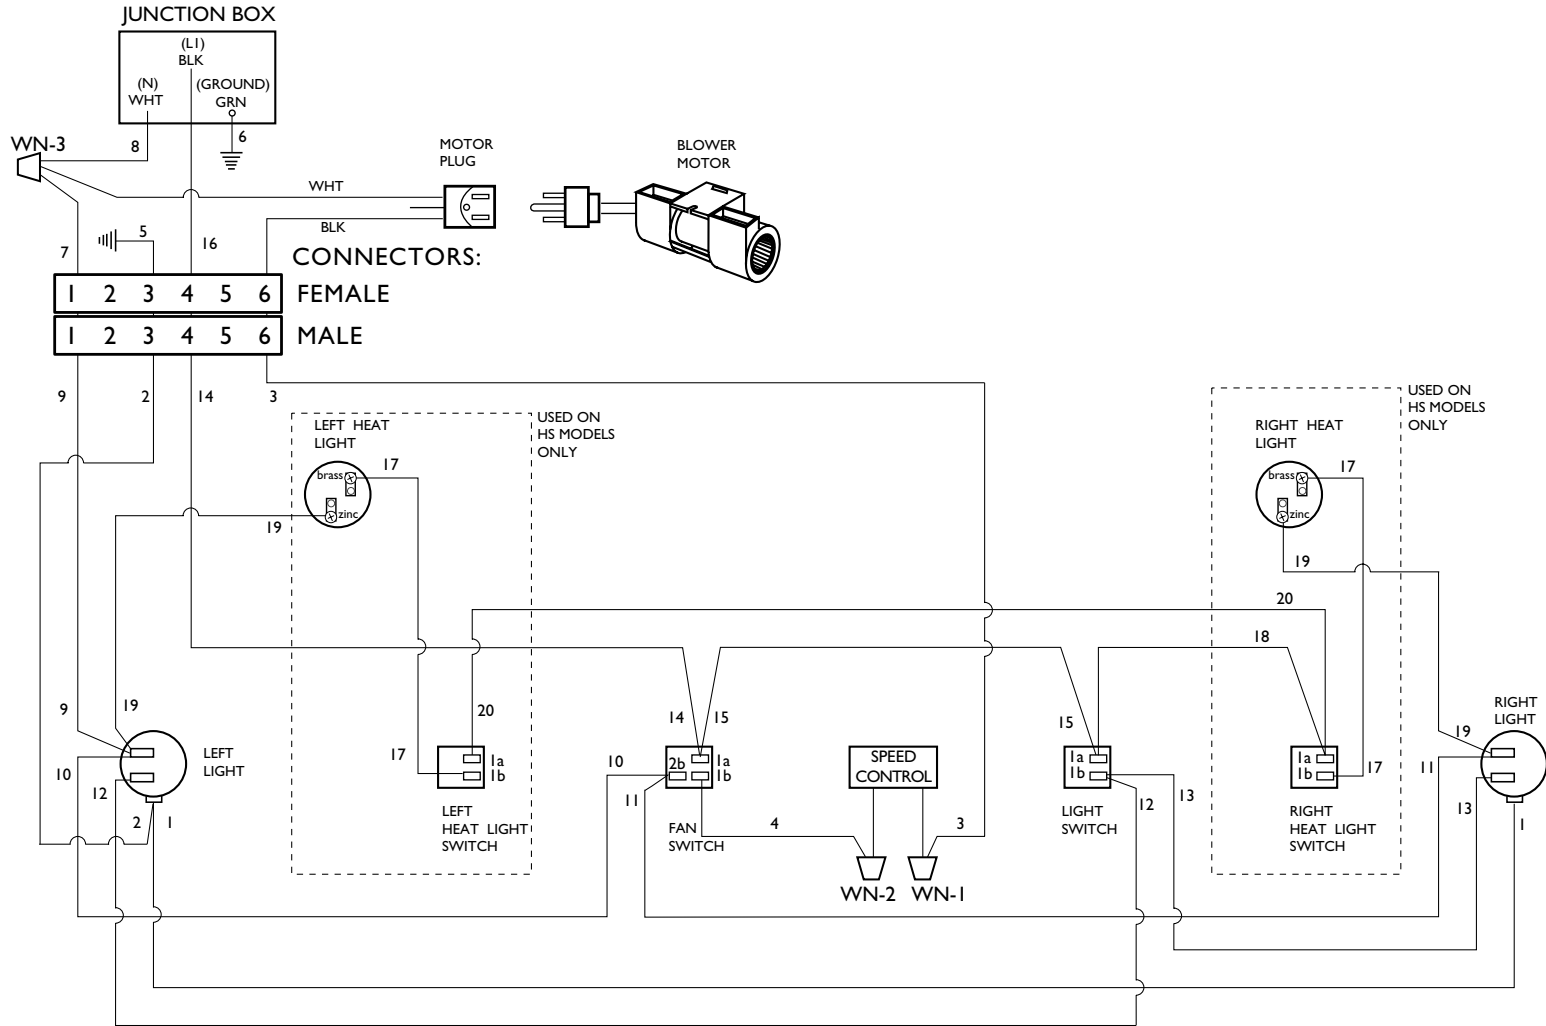 JUNCTION BOX
(L1)
BLK
(N)
WHT
(GROUND)
GRN
WN-3
8
6
MOTOR
PLUG
BLOWER
MOTOR
WHT
BLK
5
7
16
CONNECTORS:
1 2 3 4 5 6 FEMALE
1 2 3 4 5 6 MALE
9
2
14
3
USED ON
HS MODELS
ONLY
LEFT HEAT
LIGHT
brass
17
zinc
19
USED ON
HS MODELS
ONLY
RIGHT HEAT
LIGHT
brass
17
zinc
19
20
18
9
19
20
14
15
15
RIGHT
LIGHT
19
LEFT
LIGHT
10
12
17
1a
1b
10
2b
1a
1b
11
SPEED
CONTROL
1a
1b
12
13
1a
1b
17
11
13
2
1
LEFT
HEAT LIGHT
SWITCH
FAN
SWITCH
4
3
LIGHT
SWITCH
RIGHT
HEAT LIGHT
SWITCH
1
WN-2
WN-1